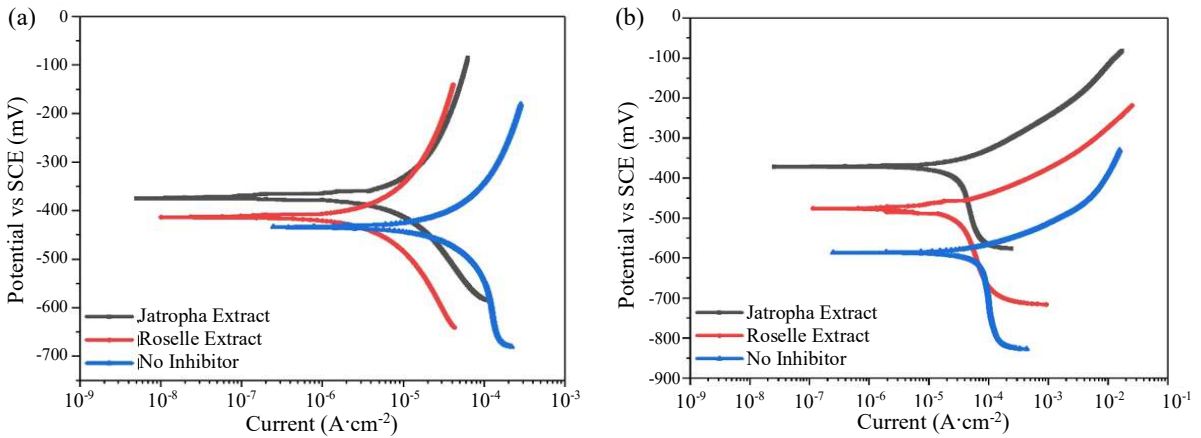 (a)
0
-100
-200
-300
-400
-500
-600
-700
Potential vs SCE (mV)
Jatropha Extract
Roselle Extract
No Inhibitor
10-9 10-8 10-7 10-6 10-5 10-4 10-3
Current (A·cm-2)
(b)
0
-100
-200
-300
-400
-500
-600
-700
-800
-900
Potential vs SCE (mV)
Jatropha Extract
Roselle Extract
No Inhibitor
10-9 10-8 10-7 10-6 10-5 10-4 10-3 10-2 10-1
Current (A·cm-2)